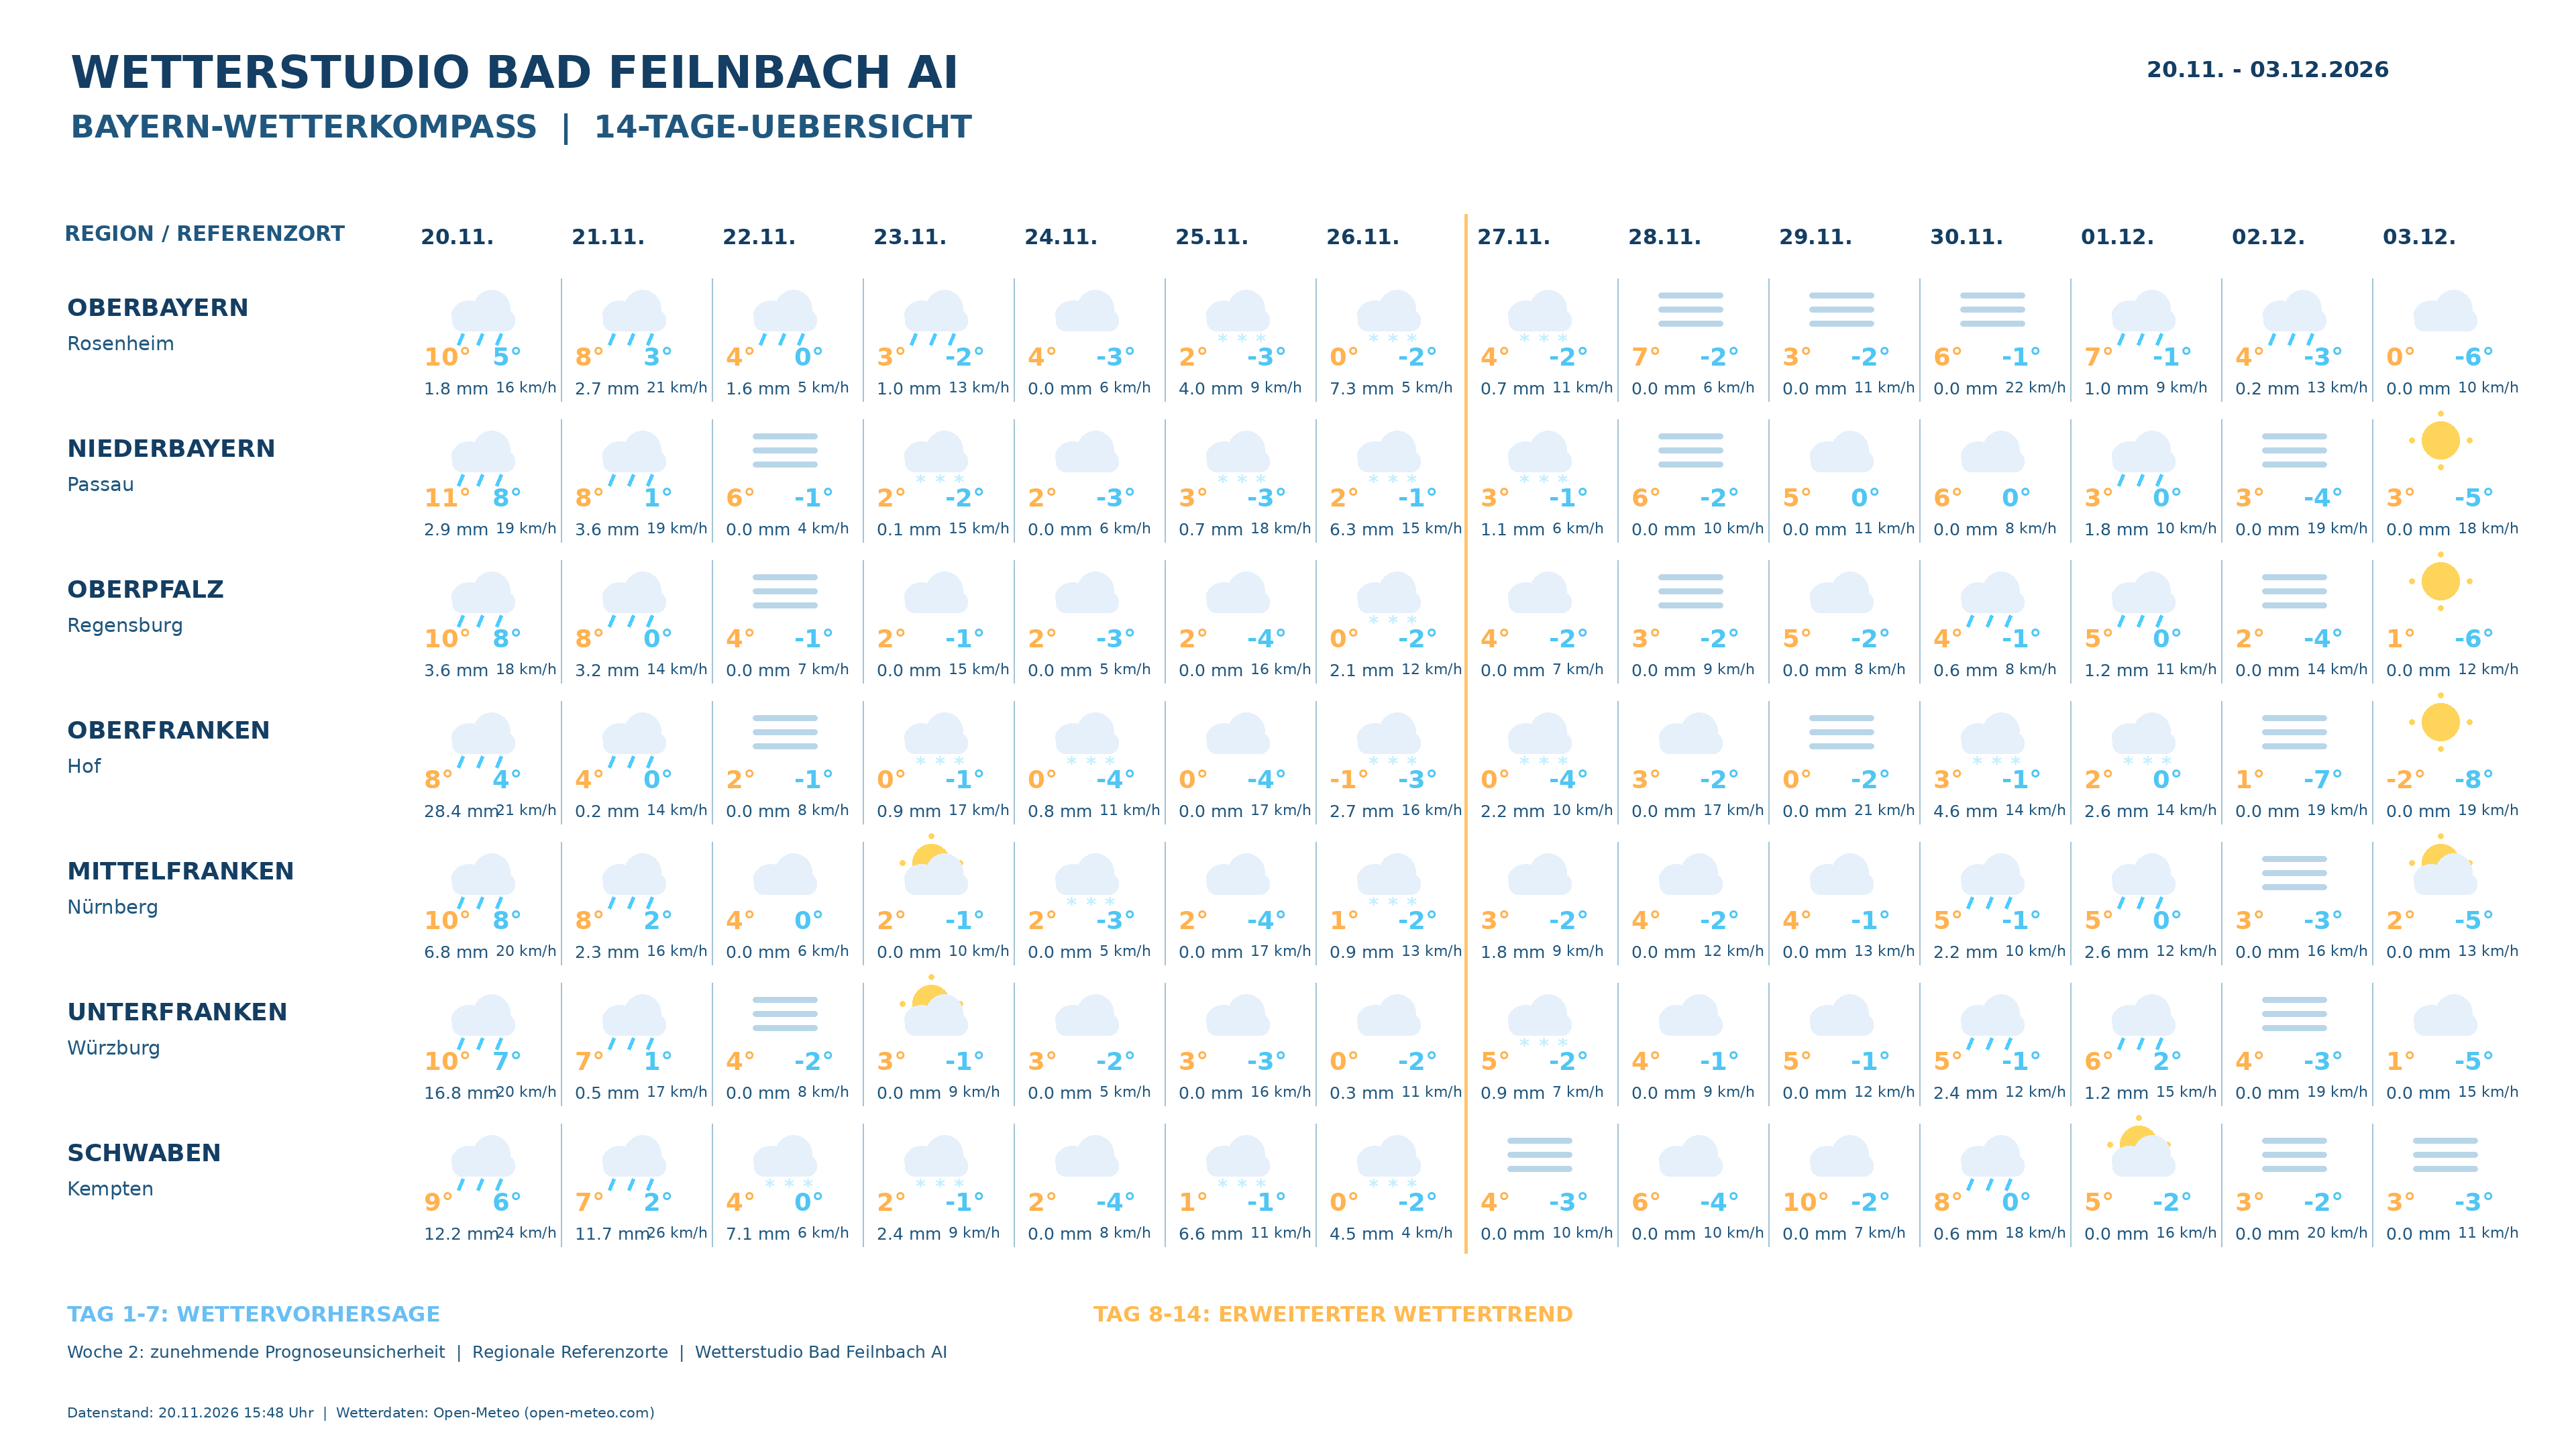 WETTERSTUDIO BAD FEILNBACH AI
20.11. - 03.12.2026
BAYERN-WETTERKOMPASS | 14-TAGE-UEBERSICHT
REGION / REFERENZORT 20.11. 21.11. 22.11. 23.11. 24.11. 25.11. 26.11. 27.11. 28.11. 29.11. 30.11. 01.12. 02.12. 03.12.
OBERBAYERN
Rosenheim
10° 5° 8° 3° 4° 0° 3° -2° 4° -3° 2° -3° 0° -2° 4° -2° 7° -2° 3° -2° 6° -1° 7° -1° 4° -3° 0° -6°
1.8 mm 16 km/h 2.7 mm 21 km/h 1.6 mm 5 km/h 1.0 mm 13 km/h 0.0 mm 6 km/h 4.0 mm 9 km/h 7.3 mm 5 km/h 0.7 mm 11 km/h 0.0 mm 6 km/h 0.0 mm 11 km/h 0.0 mm 22 km/h 1.0 mm 9 km/h 0.2 mm 13 km/h 0.0 mm 10 km/h
NIEDERBAYERN
Passau
11° 8° 8° 1° 6° -1° 2° -2° 2° -3° 3° -3° 2° -1° 3° -1° 6° -2° 5° 0° 6° 0° 3° 0° 3° -4° 3° -5°
2.9 mm 19 km/h 3.6 mm 19 km/h 0.0 mm 4 km/h 0.1 mm 15 km/h 0.0 mm 6 km/h 0.7 mm 18 km/h 6.3 mm 15 km/h 1.1 mm 6 km/h 0.0 mm 10 km/h 0.0 mm 11 km/h 0.0 mm 8 km/h 1.8 mm 10 km/h 0.0 mm 19 km/h 0.0 mm 18 km/h
OBERPFALZ
Regensburg
10° 8° 8° 0° 4° -1° 2° -1° 2° -3° 2° -4° 0° -2° 4° -2° 3° -2° 5° -2° 4° -1° 5° 0° 2° -4° 1° -6°
3.6 mm 18 km/h 3.2 mm 14 km/h 0.0 mm 7 km/h 0.0 mm 15 km/h 0.0 mm 5 km/h 0.0 mm 16 km/h 2.1 mm 12 km/h 0.0 mm 7 km/h 0.0 mm 9 km/h 0.0 mm 8 km/h 0.6 mm 8 km/h 1.2 mm 11 km/h 0.0 mm 14 km/h 0.0 mm 12 km/h
OBERFRANKEN
Hof
8° 4° 4° 0° 2° -1° 0° -1° 0° -4° 0° -4° -1° -3° 0° -4° 3° -2° 0° -2° 3° -1° 2° 0° 1° -7° -2° -8°
28.4 mm 21 km/h 0.2 mm 14 km/h 0.0 mm 8 km/h 0.9 mm 17 km/h 0.8 mm 11 km/h 0.0 mm 17 km/h 2.7 mm 16 km/h 2.2 mm 10 km/h 0.0 mm 17 km/h 0.0 mm 21 km/h 4.6 mm 14 km/h 2.6 mm 14 km/h 0.0 mm 19 km/h 0.0 mm 19 km/h
MITTELFRANKEN
Nürnberg
10° 8° 8° 2° 4° 0° 2° -1° 2° -3° 2° -4° 1° -2° 3° -2° 4° -2° 4° -1° 5° -1° 5° 0° 3° -3° 2° -5°
6.8 mm 20 km/h 2.3 mm 16 km/h 0.0 mm 6 km/h 0.0 mm 10 km/h 0.0 mm 5 km/h 0.0 mm 17 km/h 0.9 mm 13 km/h 1.8 mm 9 km/h 0.0 mm 12 km/h 0.0 mm 13 km/h 2.2 mm 10 km/h 2.6 mm 12 km/h 0.0 mm 16 km/h 0.0 mm 13 km/h
UNTERFRANKEN
Würzburg
10° 7° 7° 1° 4° -2° 3° -1° 3° -2° 3° -3° 0° -2° 5° -2° 4° -1° 5° -1° 5° -1° 6° 2° 4° -3° 1° -5°
16.8 mm 20 km/h 0.5 mm 17 km/h 0.0 mm 8 km/h 0.0 mm 9 km/h 0.0 mm 5 km/h 0.0 mm 16 km/h 0.3 mm 11 km/h 0.9 mm 7 km/h 0.0 mm 9 km/h 0.0 mm 12 km/h 2.4 mm 12 km/h 1.2 mm 15 km/h 0.0 mm 19 km/h 0.0 mm 15 km/h
SCHWABEN
Kempten
9° 6° 7° 2° 4° 0° 2° -1° 2° -4° 1° -1° 0° -2° 4° -3° 6° -4° 10° -2° 8° 0° 5° -2° 3° -2° 3° -3°
12.2 mm 24 km/h 11.7 mm 26 km/h 7.1 mm 6 km/h 2.4 mm 9 km/h 0.0 mm 8 km/h 6.6 mm 11 km/h 4.5 mm 4 km/h 0.0 mm 10 km/h 0.0 mm 10 km/h 0.0 mm 7 km/h 0.6 mm 18 km/h 0.0 mm 16 km/h 0.0 mm 20 km/h 0.0 mm 11 km/h
TAG 1-7: WETTERVORHERSAGE
TAG 8-14: ERWEITERTER WETTERTREND
Woche 2: zunehmende Prognoseunsicherheit | Regionale Referenzorte | Wetterstudio Bad Feilnbach AI
Datenstand: 20.11.2026 15:48 Uhr | Wetterdaten: Open-Meteo (open-meteo.com)